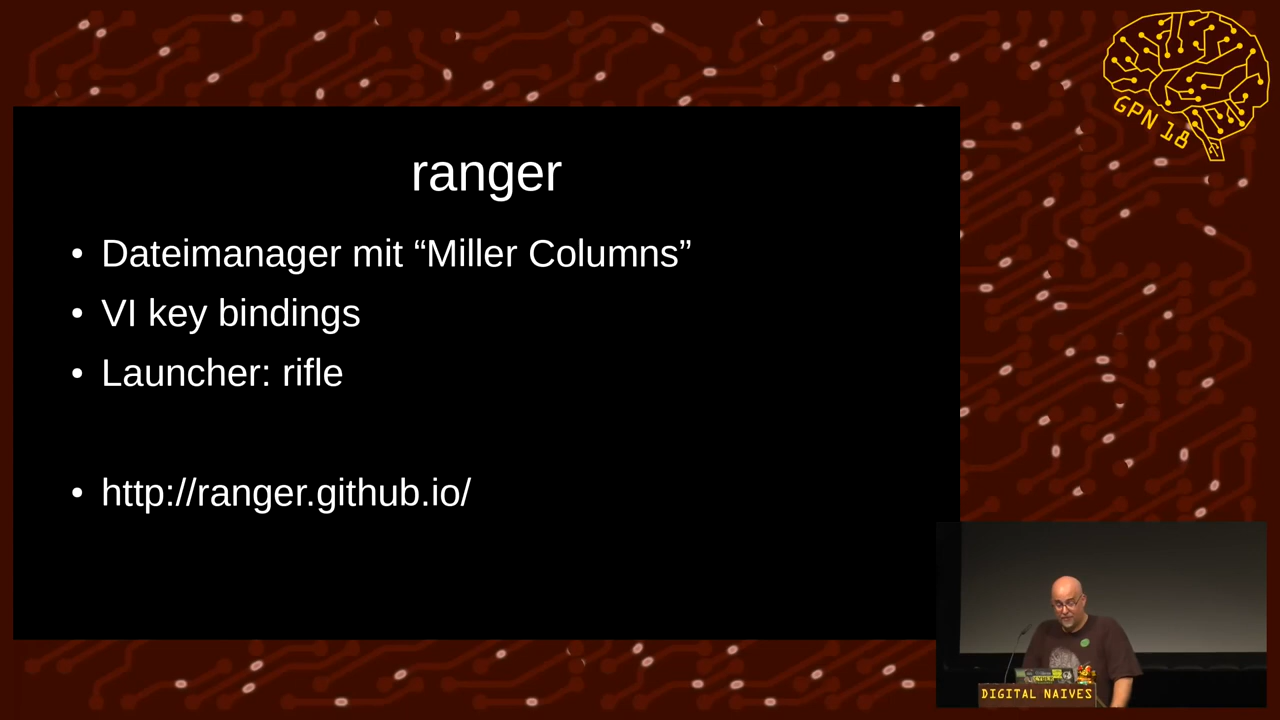 GPN 18
ranger
• Dateimanager mit “Miller Columns”
• VI key bindings
• Launcher: rifle
• http://ranger.github.io/
DIGITAL NAIVES